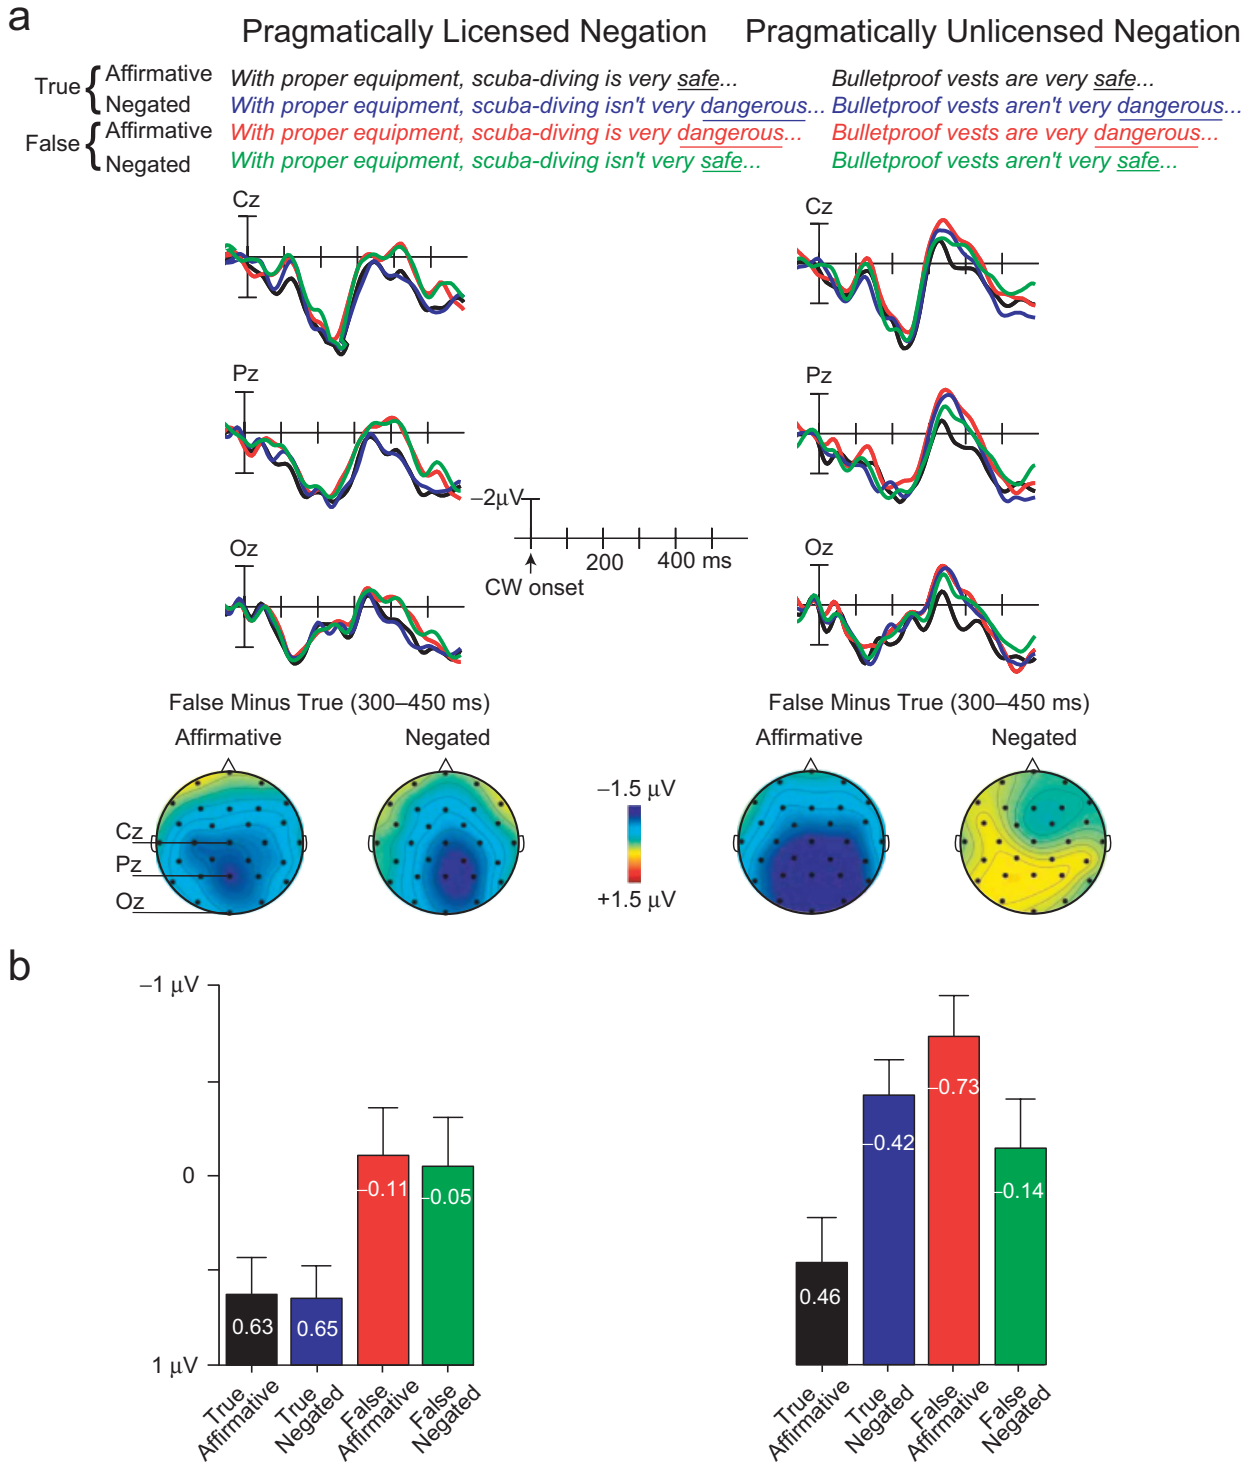 a
Pragmatically Licensed Negation
Pragmatically Unlicensed Negation
True { Affirmative
Negated
False { Affirmative
Negated
With proper equipment, scuba-diving is very safe...
With proper equipment, scuba-diving isn't very dangerous...
With proper equipment, scuba-diving is very dangerous...
With proper equipment, scuba-diving isn't very safe...
Bulletproof vests are very safe...
Bulletproof vests aren't very dangerous...
Bulletproof vests are very dangerous...
Bulletproof vests aren't very safe...
Cz
Pz
Oz
−2μV
200
400 ms
CW onset
Cz
Pz
Oz
False Minus True (300–450 ms)
Affirmative
Negated
Cz
Pz
Oz
−1.5 μV
+1.5 μV
False Minus True (300–450 ms)
Affirmative
Negated
b
−1 μV
0
1 μV
0.63
0.65
−0.11
−0.05
True
Affirmative
True
Negated
False
Affirmative
False
Negated
0.46
−0.42
−0.73
−0.14
True
Affirmative
True
Negated
False
Affirmative
False
Negated